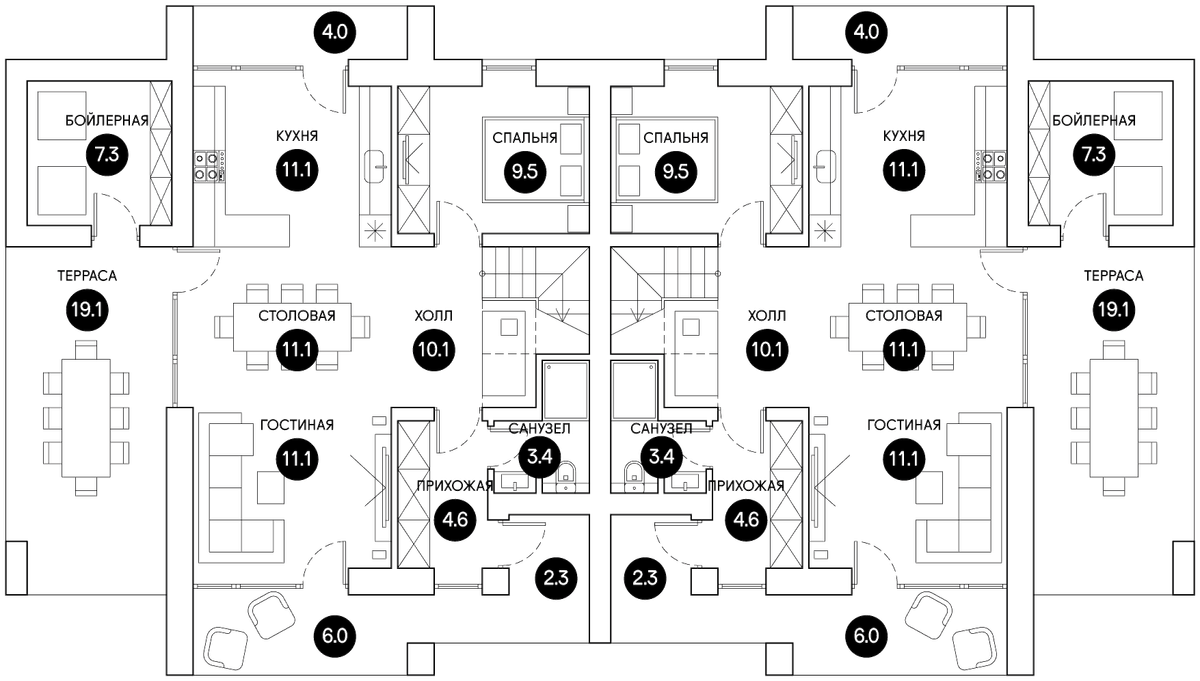 4.0
4.0
БОЙЛЕРНАЯ
7.3
КУХНЯ
11.1
СПАЛЬНЯ
9.5
СПАЛЬНЯ
9.5
КУХНЯ
11.1
БОЙЛЕРНАЯ
7.3
ТЕРРАСА
19.1
СТОЛОВАЯ
11.1
ХОЛЛ
10.1
ХОЛЛ
10.1
СТОЛОВАЯ
11.1
ТЕРРАСА
19.1
ГОСТИНАЯ
11.1
САНУЗЕЛ
3.4
САНУЗЕЛ
3.4
ГОСТИНАЯ
11.1
ПРИХОЖАЯ
4.6
ПРИХОЖАЯ
4.6
2.3
2.3
6.0
6.0